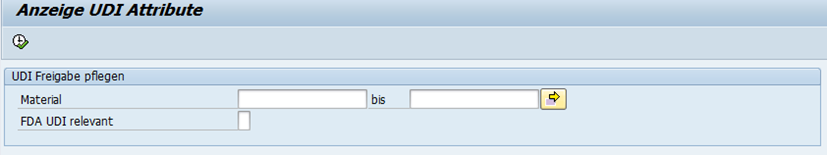 Anzeige UDI Attribute
UDI Freigabe pflegen
Material bis
FDA UDI relevant